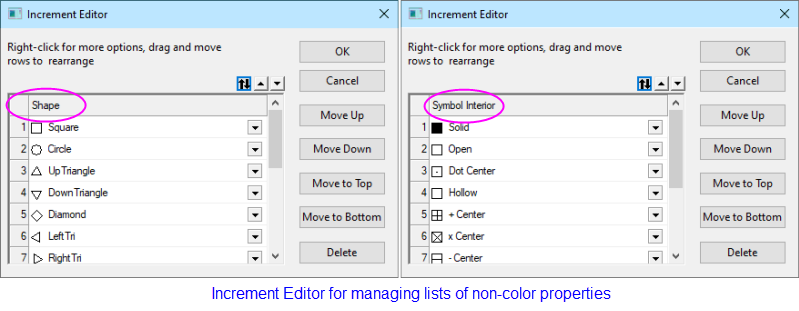 Increment Editor
Right-click for more options, drag and move
rows to rearrange
OK
Cancel
Shape
1 Square
2 Circle
3 UpTriangle
4 DownTriangle
5 Diamond
6 LeftTri
7 RightTri
Move Up
Move Down
Move to Top
Move to Bottom
Delete
Increment Editor
Right-click for more options, drag and move
rows to rearrange
OK
Cancel
Symbol Interior
1 Solid
2 Open
3 Dot Center
4 Hollow
5 + Center
6 x Center
7 - Center
Move Up
Move Down
Move to Top
Move to Bottom
Delete
Increment Editor for managing lists of non-color properties